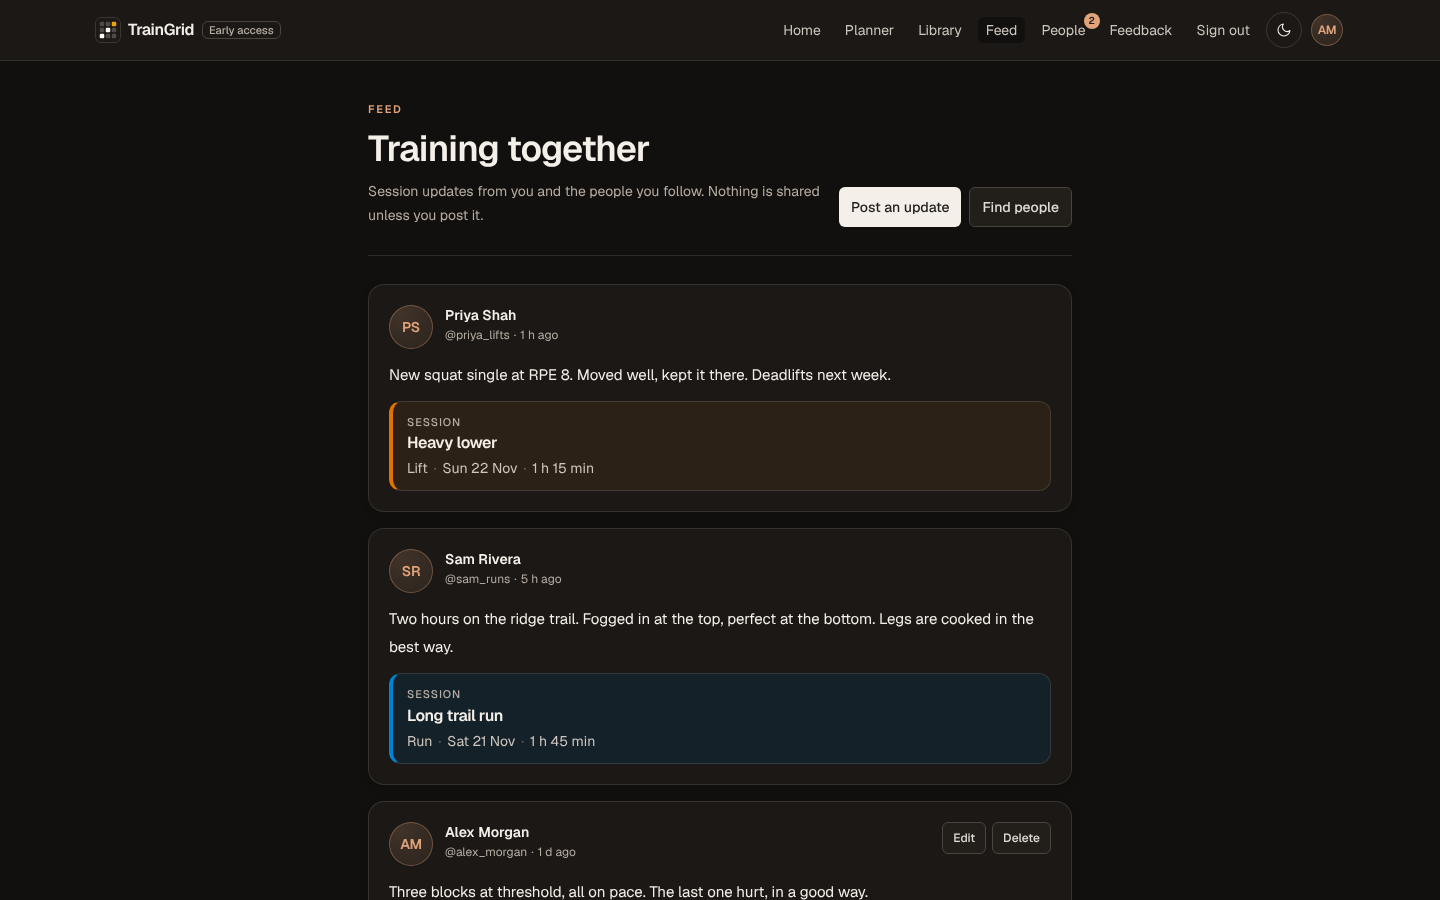 TrainGrid Early access Home Planner Library Feed People 2 Feedback Sign out AM
FEED
Training together
Session updates from you and the people you follow. Nothing is shared
unless you post it.
Post an update Find people
PS
Priya Shah
@priya_lifts · 1 h ago
New squat single at RPE 8. Moved well, kept it there. Deadlifts next week.
SESSION
Heavy lower
Lift · Sun 22 Nov · 1 h 15 min
SR
Sam Rivera
@sam_runs · 5 h ago
Two hours on the ridge trail. Fogged in at the top, perfect at the bottom. Legs are cooked in the
best way.
SESSION
Long trail run
Run · Sat 21 Nov · 1 h 45 min
AM
Alex Morgan
@alex_morgan · 1 d ago
Edit Delete
Three blocks at threshold, all on pace. The last one hurt, in a good way.